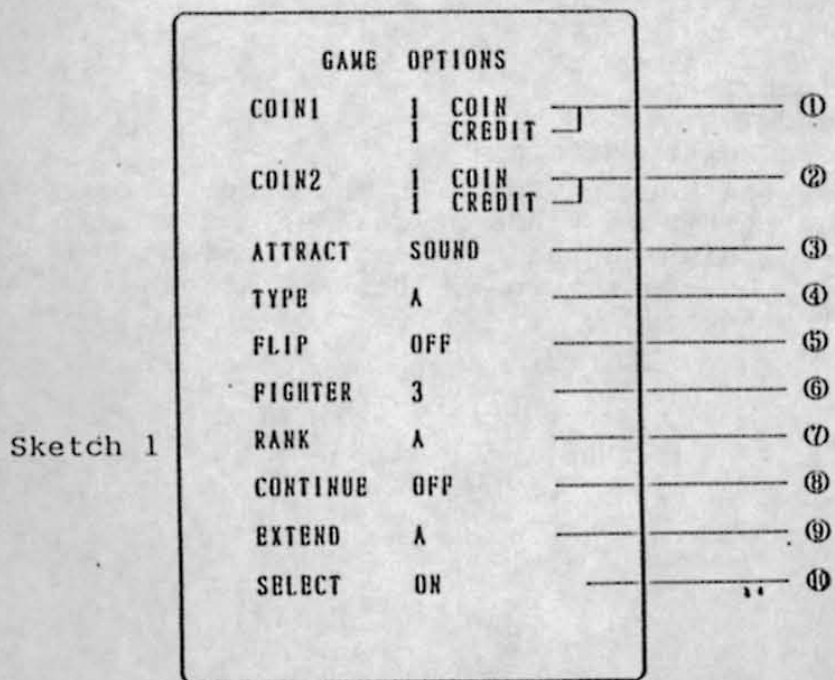 GAME OPTIONS
COIN1 1 COIN ①
1 CREDIT
COIN2 1 COIN ②
1 CREDIT
ATTRACT SOUND ③
TYPE A ④
FLIP OFF ⑤
FIGHTER 3 ⑥
Sketch 1 RANK A ⑦
CONTINUE OFF ⑧
EXTEND A ⑨
SELECT ON ⑩